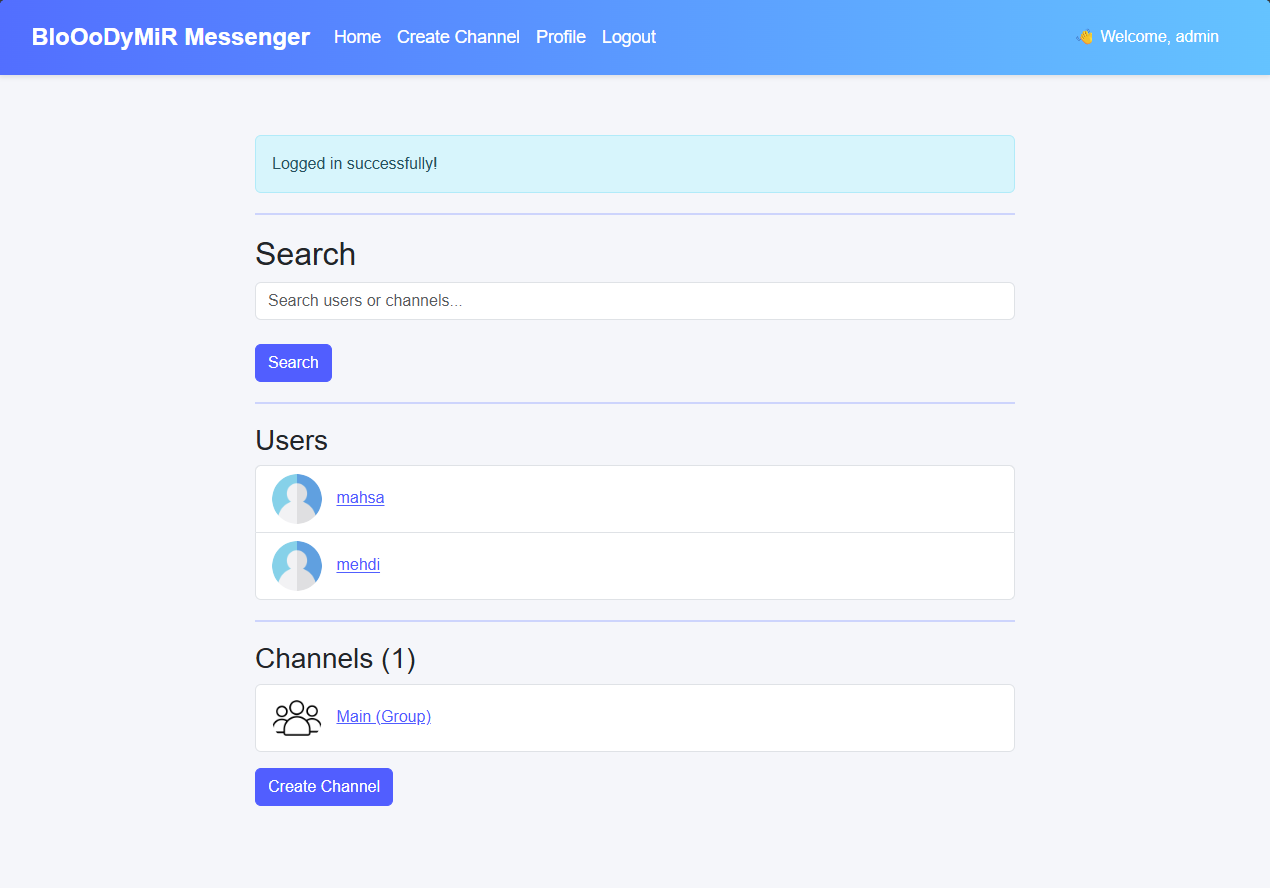 BloOoDyMiR Messenger Home Create Channel Profile Logout 👋 Welcome, admin
Logged in successfully!
Search
Search users or channels...
Search
Users
mahsa
mehdi
Channels (1)
Main (Group)
Create Channel